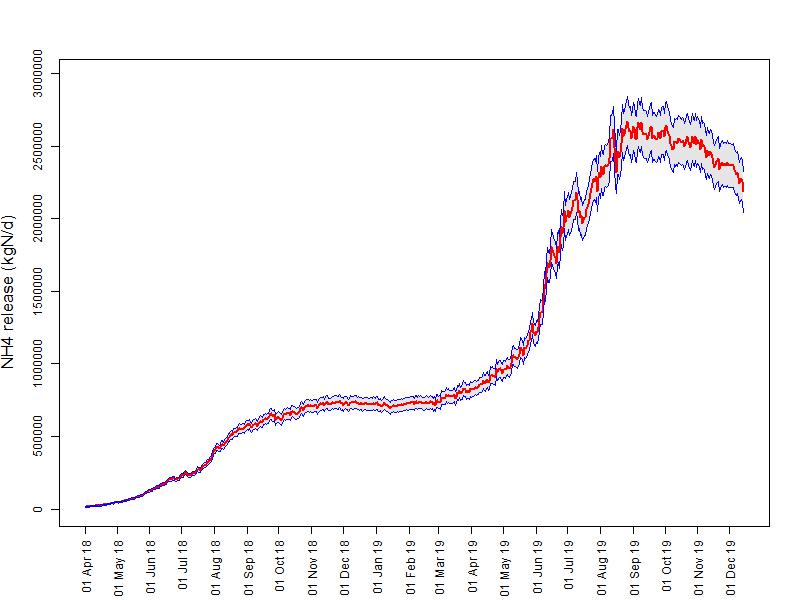 NH4 release (kgN/d)
3000000
2500000
2000000
1500000
1000000
500000
0
01 Apr 18
01 May 18
01 Jun 18
01 Jul 18
01 Aug 18
01 Sep 18
01 Oct 18
01 Nov 18
01 Dec 18
01 Jan 19
01 Feb 19
01 Mar 19
01 Apr 19
01 May 19
01 Jun 19
01 Jul 19
01 Aug 19
01 Sep 19
01 Oct 19
01 Nov 19
01 Dec 19